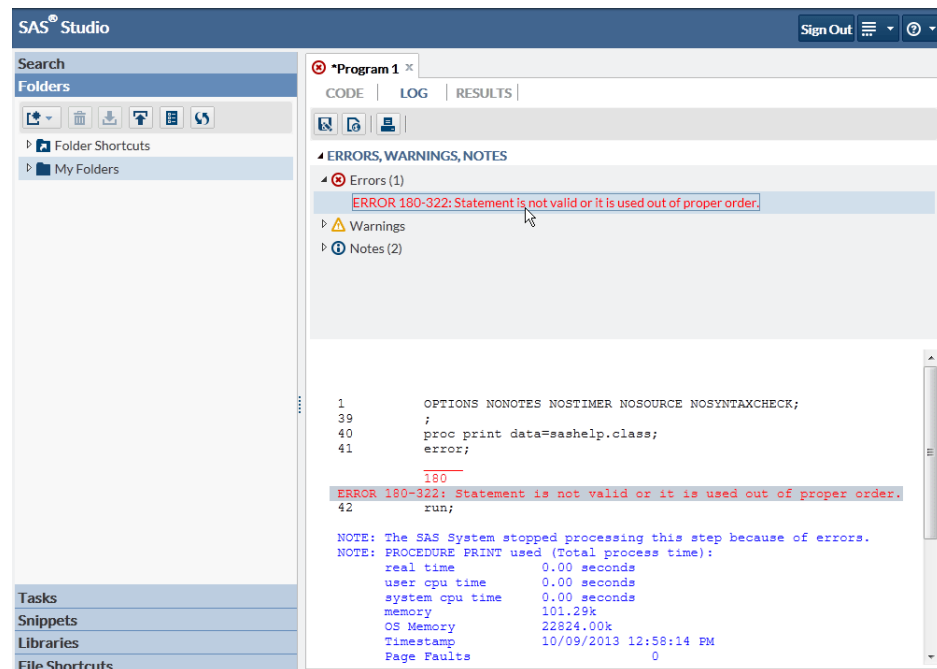 SAS® Studio
Sign Out
Search
Folders
Folder Shortcuts
My Folders
Tasks
Snippets
Libraries
File Shortcuts
*Program 1 x
CODE | LOG | RESULTS |
ERRORS, WARNINGS, NOTES
Errors (1)
ERROR 180-322: Statement is not valid or it is used out of proper order.
Warnings
Notes (2)
1 OPTIONS NONOTES NOSTIMER NOSOURCE NOSYNTAXCHECK;
39 ;
40 proc print data=sashelp.class;
41 error;
180
ERROR 180-322: Statement is not valid or it is used out of proper order.
42 run;
NOTE: The SAS System stopped processing this step because of errors.
NOTE: PROCEDURE PRINT used (Total process time):
real time 0.00 seconds
user cpu time 0.00 seconds
system cpu time 0.00 seconds
memory 101.29k
OS Memory 22824.00k
Timestamp 10/09/2013 12:58:14 PM
Page Faults 0